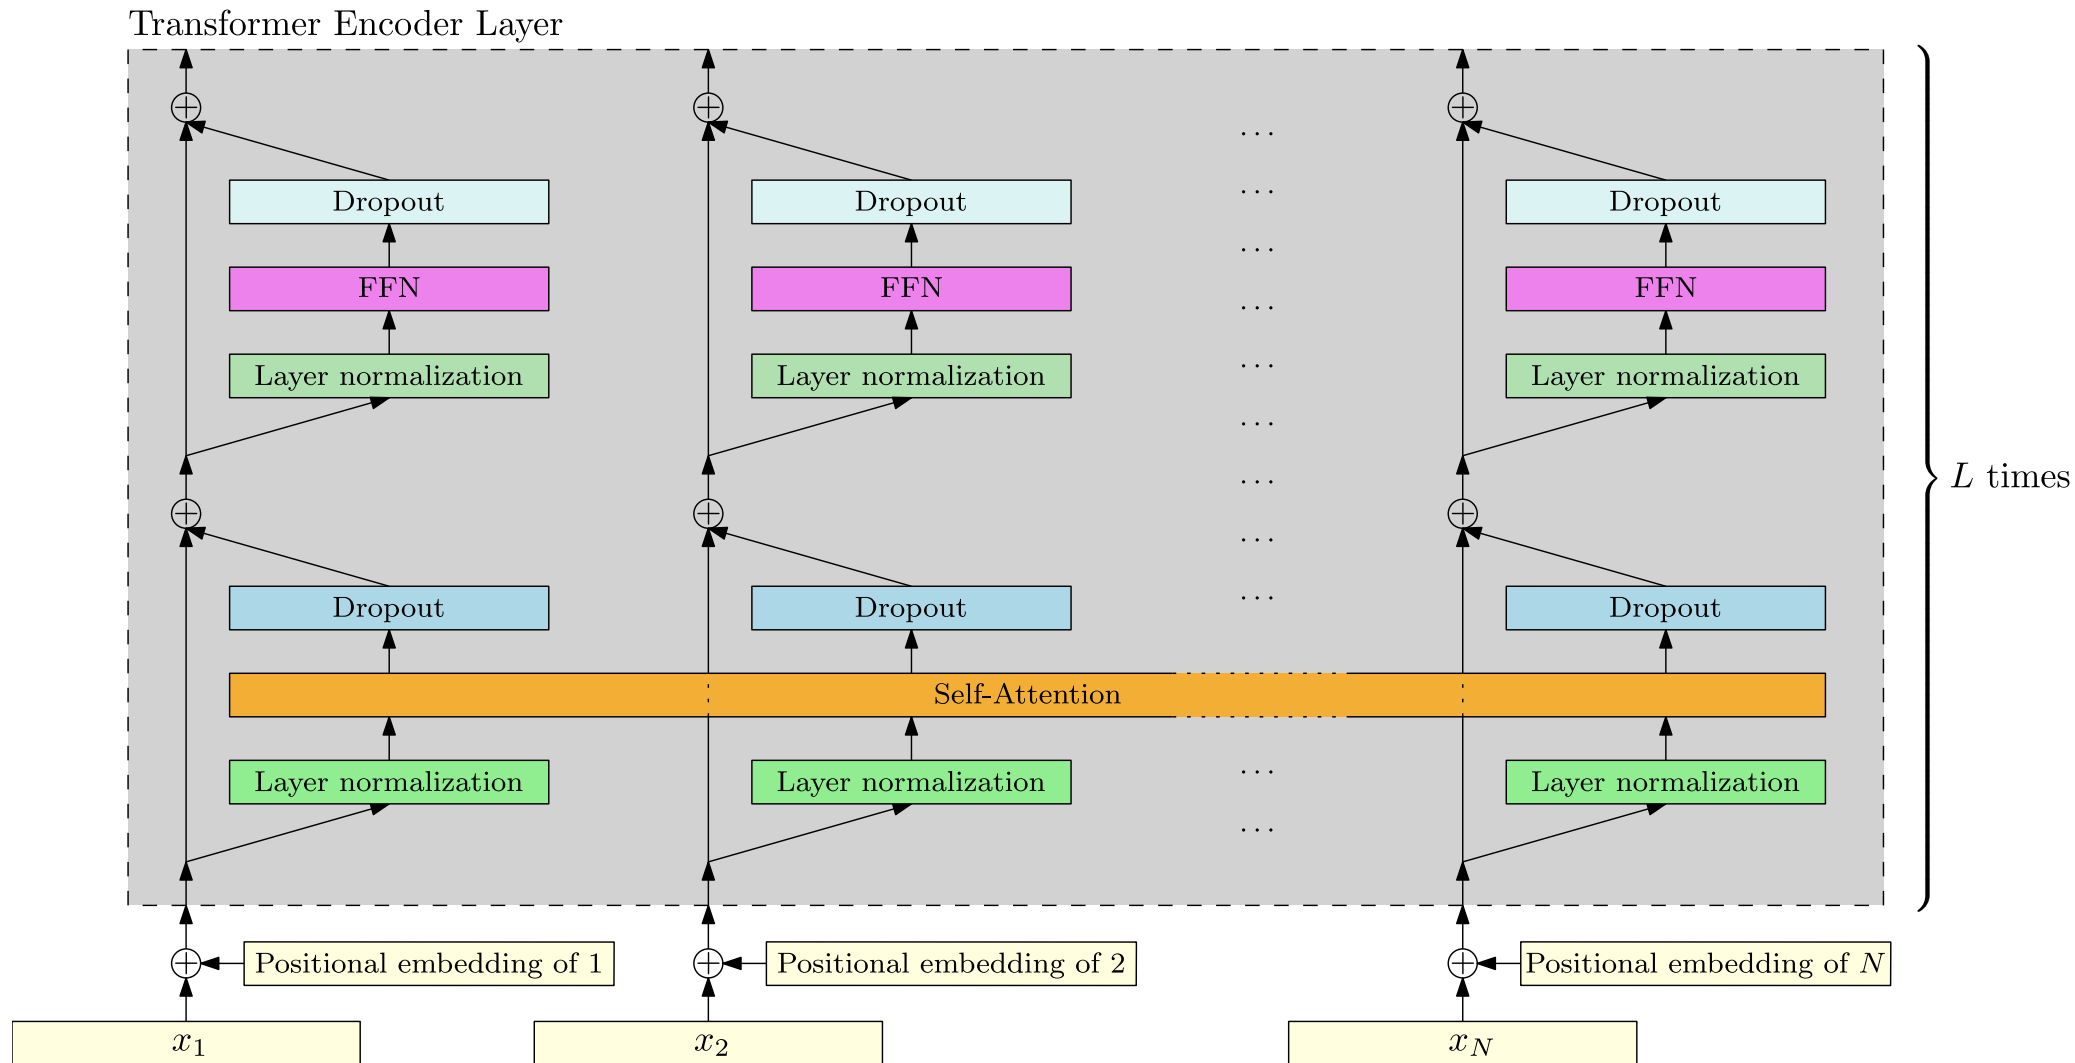 Transformer Encoder Layer
Dropout Dropout ... Dropout
FFN FFN ... FFN
Layer normalization Layer normalization ... Layer normalization
L times
Dropout Dropout ... Dropout
Self-Attention
Layer normalization Layer normalization ... Layer normalization
Positional embedding of 1 Positional embedding of 2 Positional embedding of N
x₁ x₂ x_N